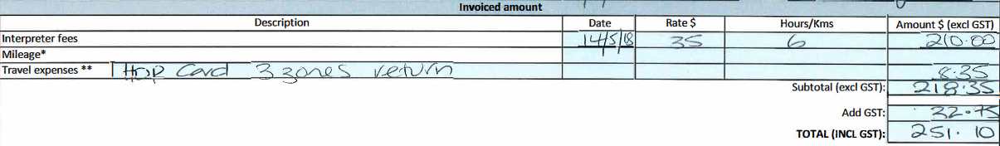 Invoiced amount
Description Date Rate $ Hours/Kms Amount $ (excl GST)
Interpreter fees 14/5/18 35 6 210.00
Mileage*
Travel expenses ** HOP Card 3 zones return 8.35
Subtotal (excl GST): 218.35
Add GST: 32.75
TOTAL (INCL GST): 251.10